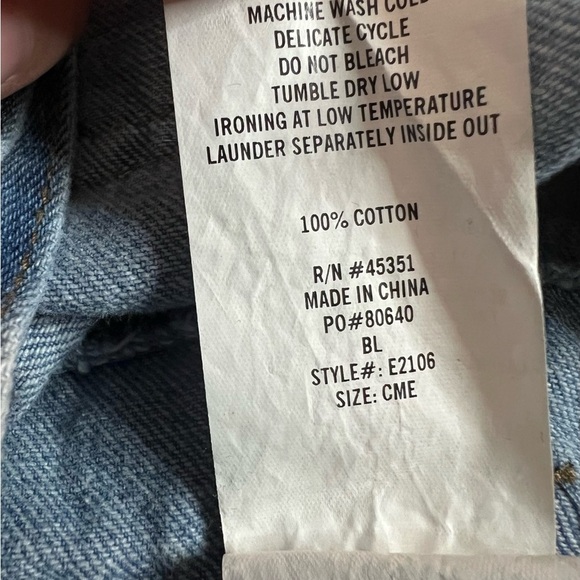 MACHINE WASH COLD
DELICATE CYCLE
DO NOT BLEACH
TUMBLE DRY LOW
IRONING AT LOW TEMPERATURE
LAUNDER SEPARATELY INSIDE OUT
100% COTTON
R/N #45351
MADE IN CHINA
PO#80640
BL
STYLE#: E2106
SIZE: CME